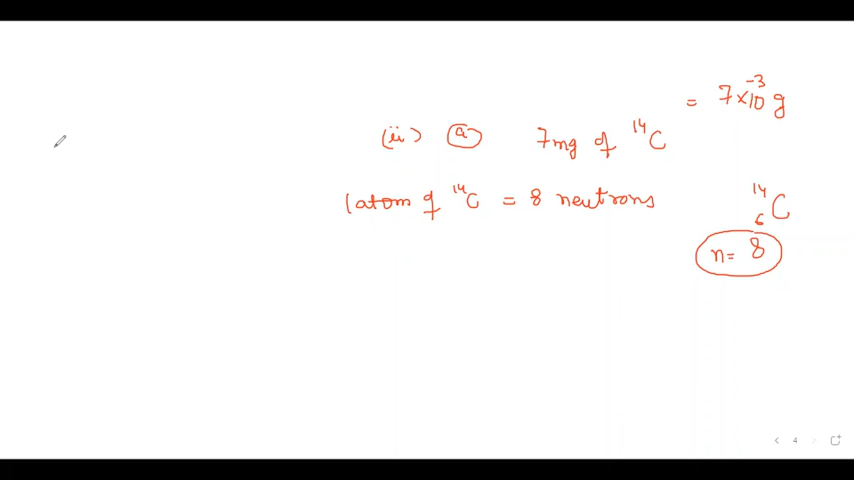 = 7×10⁻³ g
(ii) (a) 7mg of ¹⁴C
1 atom of ¹⁴C = 8 neutrons
¹⁴₆C
n= 8
4